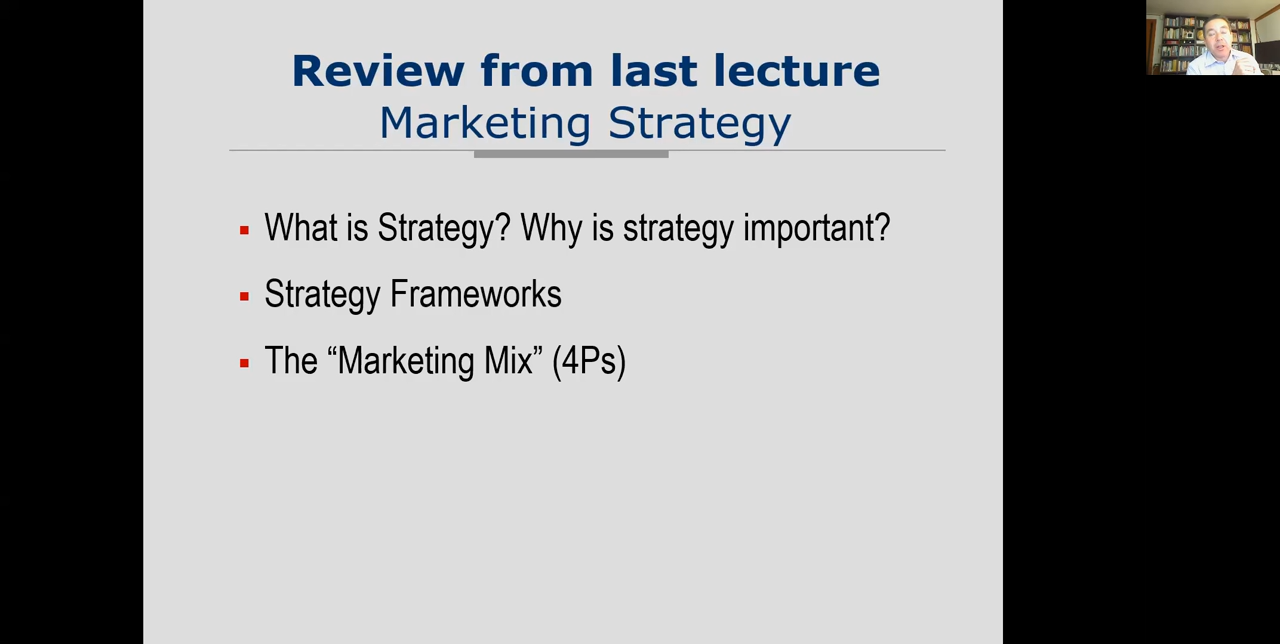 Review from last lecture
Marketing Strategy
What is Strategy? Why is strategy important?
Strategy Frameworks
The “Marketing Mix” (4Ps)